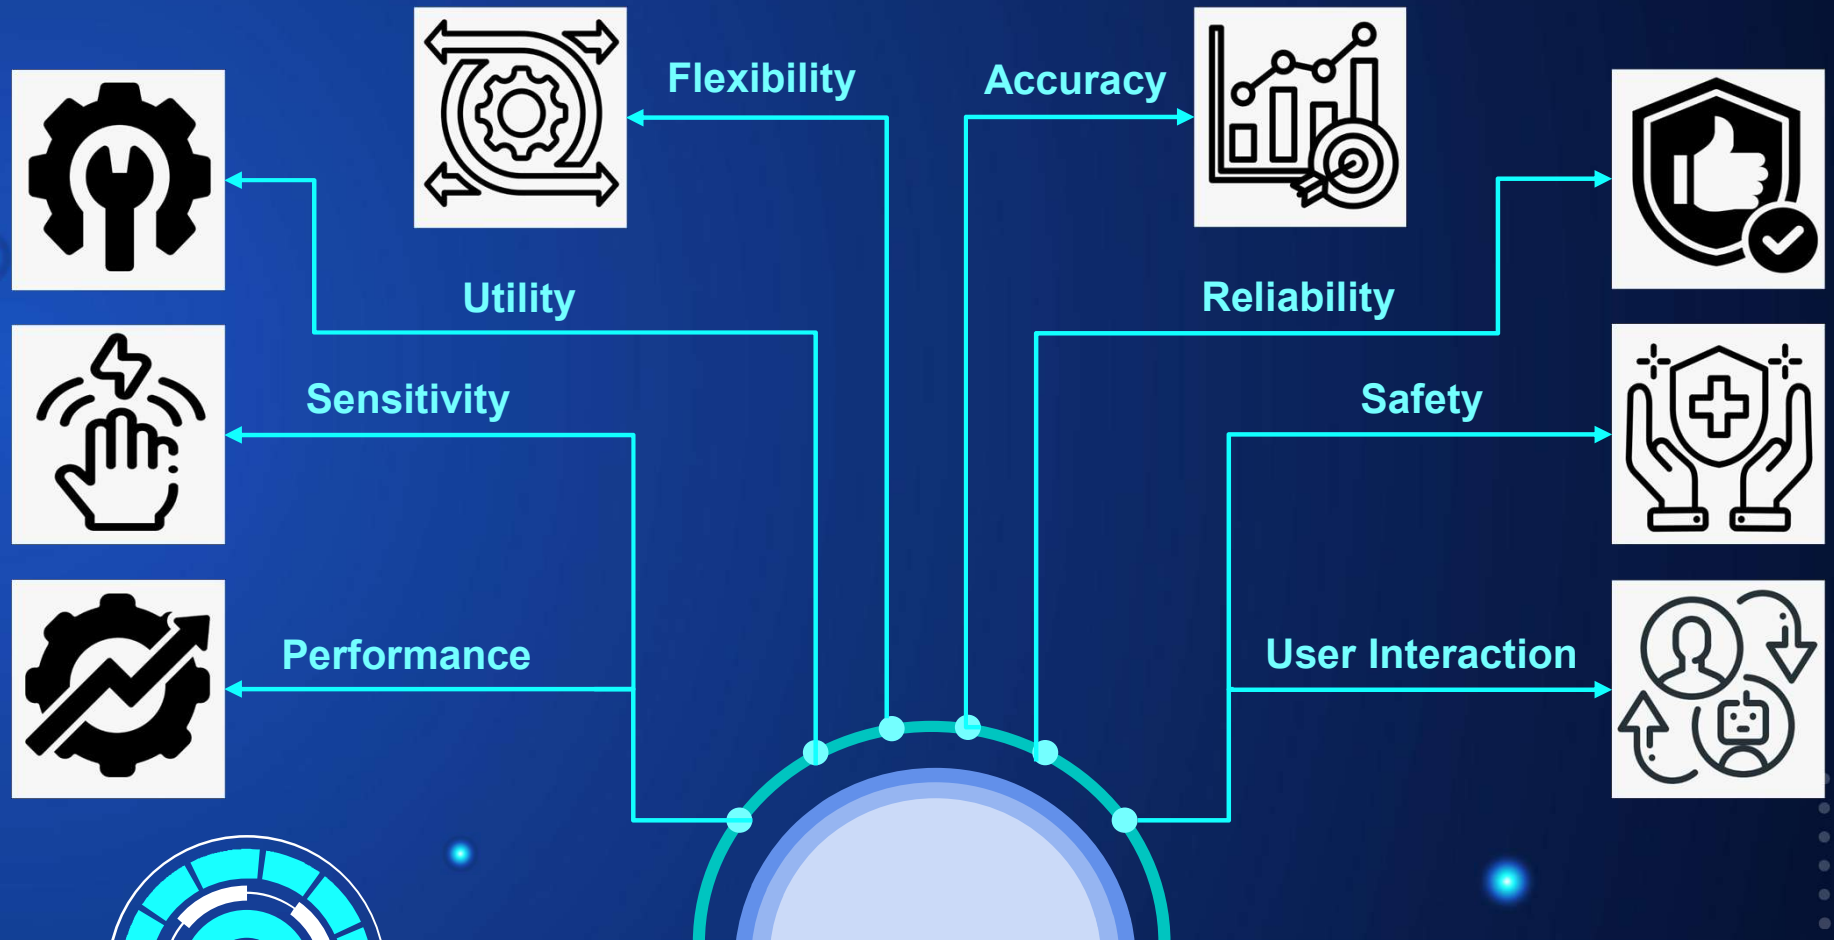 Flexibility
Accuracy
Utility
Reliability
Sensitivity
Safety
Performance
User Interaction